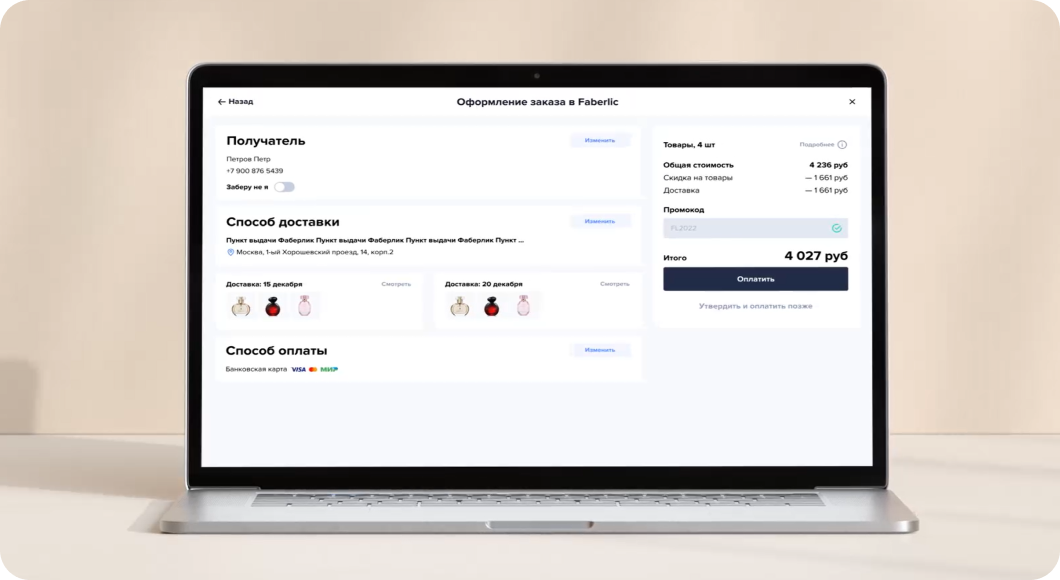 ← Назад
Оформление заказа в Faberlic
Получатель
Изменить
Петров Петр
+7 900 876 5439
Заберу не я
Способ доставки
Изменить
Пункт выдачи Фаберлик Пункт выдачи Фаберлик Пункт выдачи Фаберлик Пункт ...
Москва, 1-ый Хорошевский проезд, 14, корп.2
Доставка: 15 декабря
Смотреть
Доставка: 20 декабря
Смотреть
Способ оплаты
Изменить
Банковская карта VISA МИР
Товары, 4 шт
Подробнее
Общая стоимость 4 236 руб
Скидка на товары — 1 661 руб
Доставка — 1 661 руб
Промокод
FL2022
Итого 4 027 руб
Оплатить
Утвердить и оплатить позже